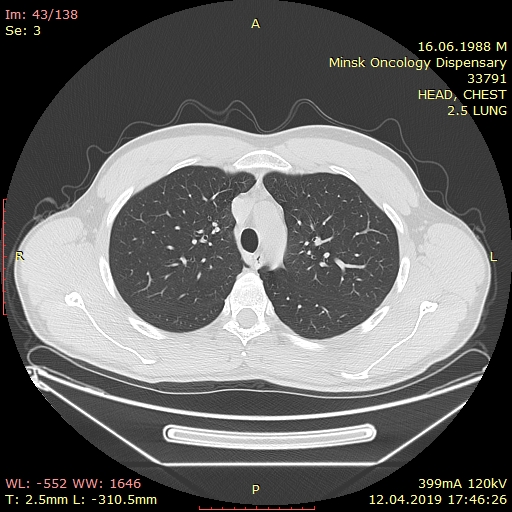 Im: 43/138
Se: 3
A
16.06.1988 M
Minsk Oncology Dispensary
33791
HEAD, CHEST
2.5 LUNG
R
L
WL: -552 WW: 1646
T: 2.5mm L: -310.5mm
P
399mA 120kV
12.04.2019 17:46:26